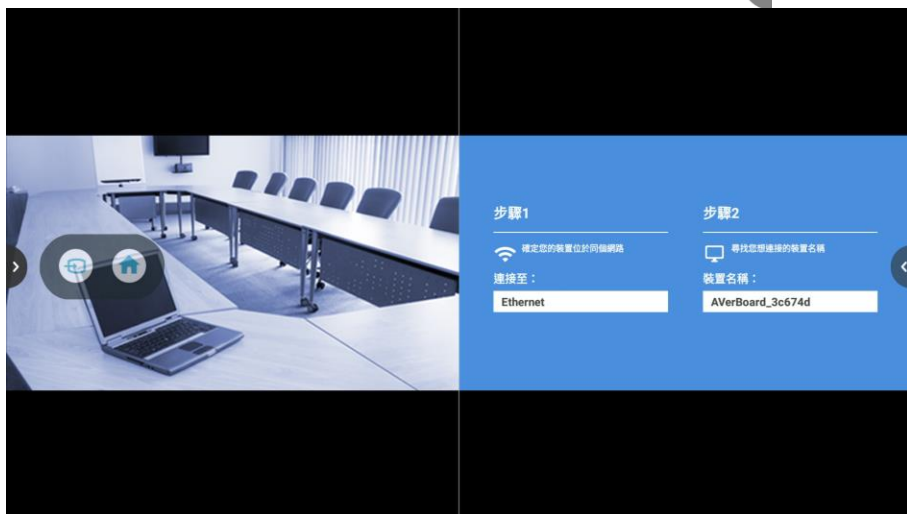 步驟1
確定您的裝置位於同個網路
連接至：
Ethernet
步驟2
尋找您想連接的裝置名稱
裝置名稱：
AVerBoard_3c674d